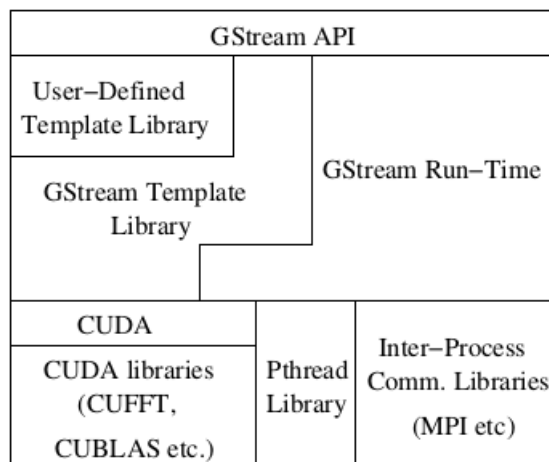 GStream API
User−Defined
Template Library
GStream Template
Library
GStream Run−Time
CUDA
CUDA libraries
(CUFFT,
CUBLAS etc.)
Pthread
Library
Inter−Process
Comm. Libraries
(MPI etc)